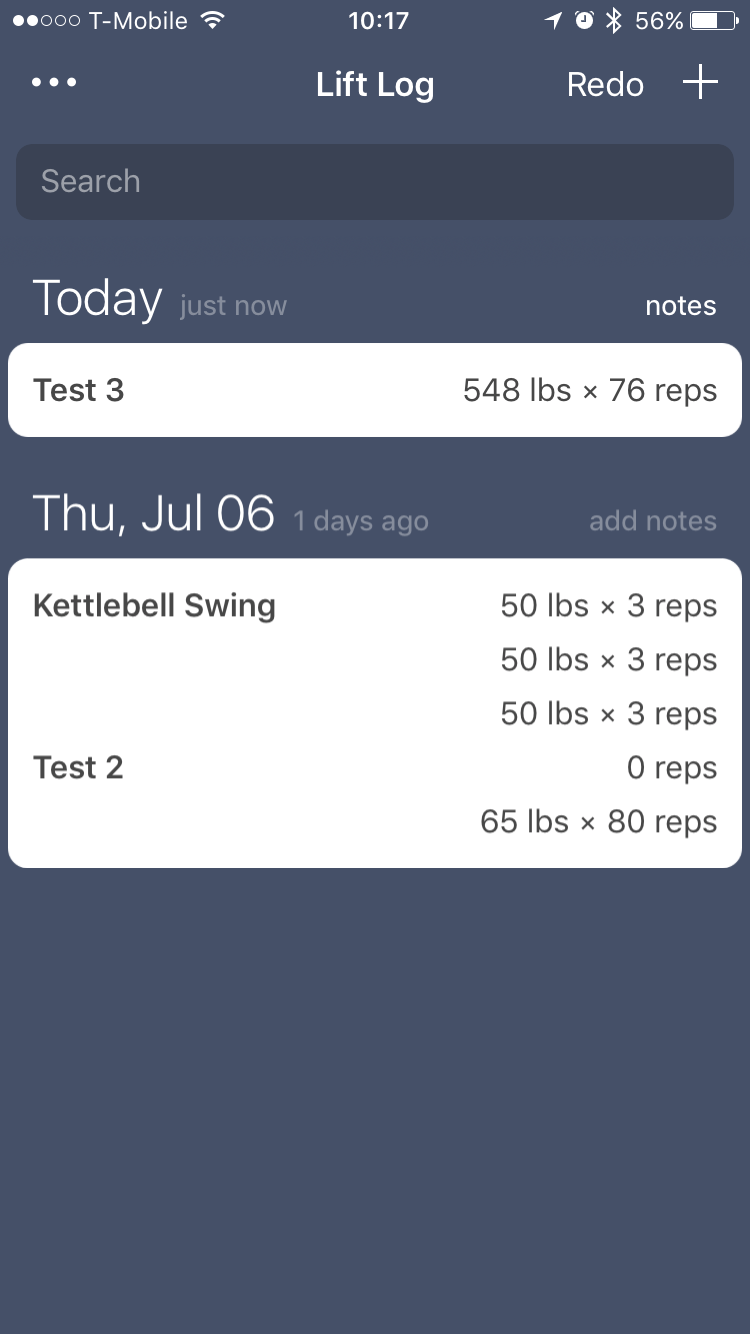 T-Mobile 10:17 56%
Lift Log Redo
Search
Today just now notes
Test 3 548 lbs × 76 reps
Thu, Jul 06 1 days ago add notes
Kettlebell Swing 50 lbs × 3 reps
50 lbs × 3 reps
50 lbs × 3 reps
Test 2 0 reps
65 lbs × 80 reps